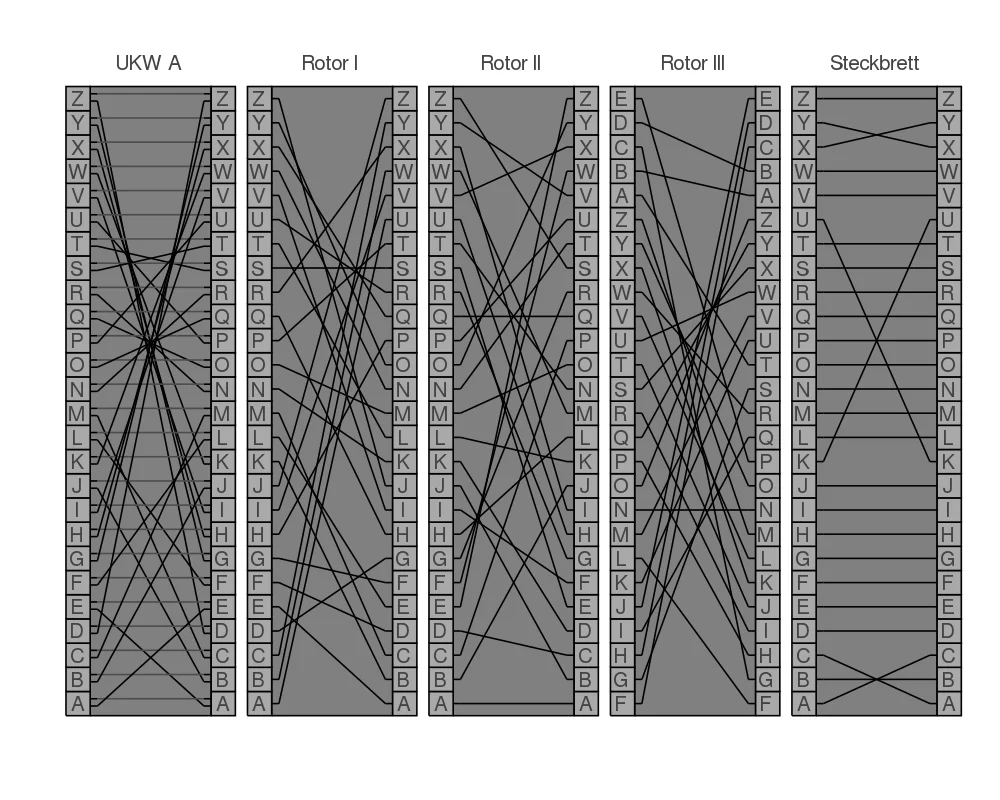 UKW A Rotor I Rotor II Rotor III Steckbrett
Z Z Z Z Z Z E E Z Z
Y Y Y Y Y Y D D Y Y
X X X X X X C C X X
W W W W W W B B W W
V V V V V V A A V V
U U U U U U Z Z U U
T T T T T T Y Y T T
S S S S S S X X S S
R R R R R R W W R R
Q Q Q Q Q Q V V Q Q
P P P P P P U U P P
O O O O O O T T O O
N N N N N N S S N N
M M M M M M R R M M
L L L L L L Q Q L L
K K K K K K P P K K
J J J J J J O O J J
I I I I I I N N I I
H H H H H H M M H H
G G G G G G L L G G
F F F F F F K K F F
E E E E E E J J E E
D D D D D D I I D D
C C C C C C H H C C
B B B B B B G G B B
A A A A A A F F A A